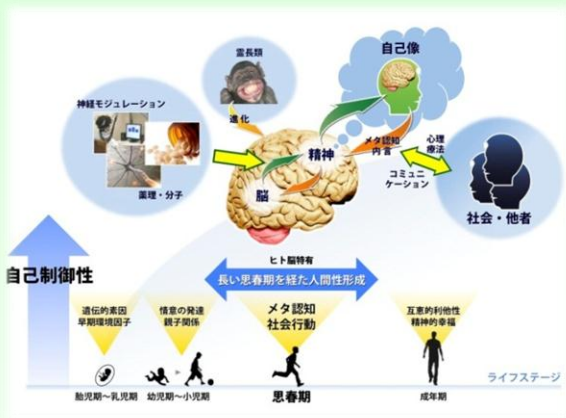 自己像
霊長類
神経モジュレーション
進 化
精神
メタ認知
内言
心理
療法
脳
薬理・分子
コミュニ
ケーション
社会・他者
ヒト脳特有
長い思春期を経た人間性形成
自己制御性
遺伝的素因
早期環境因子
情意の発達
親子関係
メタ認知
社会行動
互恵的利他性
精神的幸福
ライフステージ
胎児期〜乳児期
幼児期〜小児期
思春期
成年期